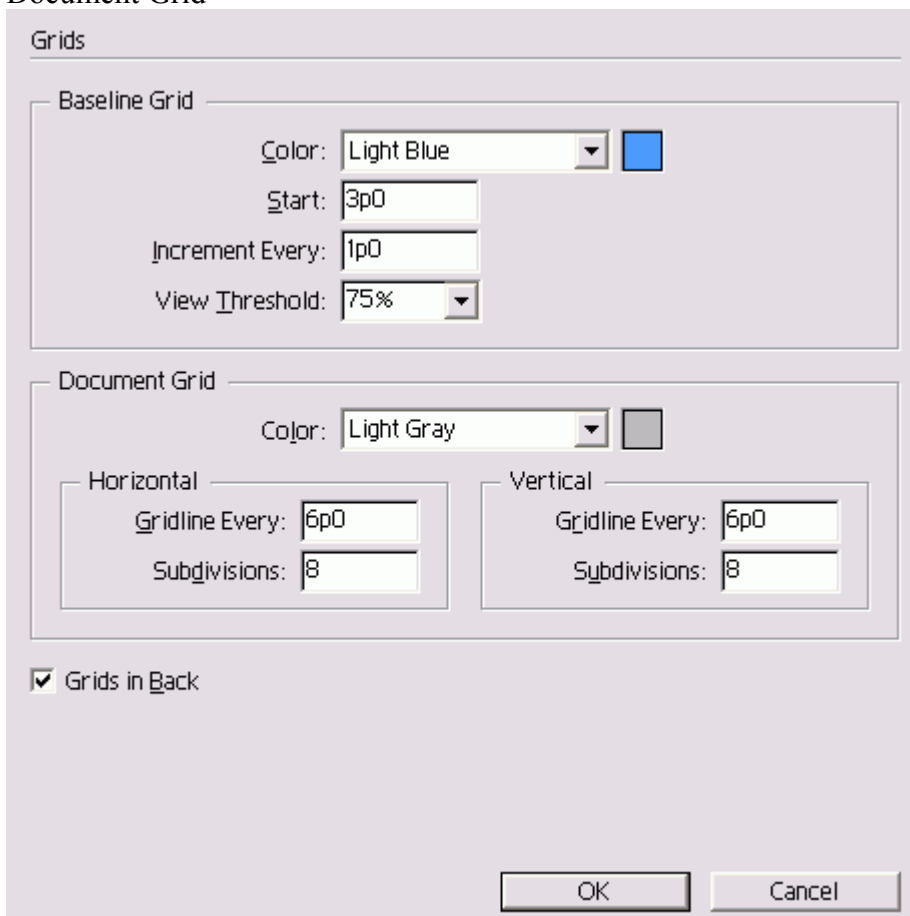 Document Grid
Grids
Baseline Grid
Color: Light Blue
Start: 3p0
Increment Every: 1p0
View Threshold: 75%
Document Grid
Color: Light Gray
Horizontal
Gridline Every: 6p0
Subdivisions: 8
Vertical
Gridline Every: 6p0
Subdivisions: 8
Grids in Back
OK Cancel